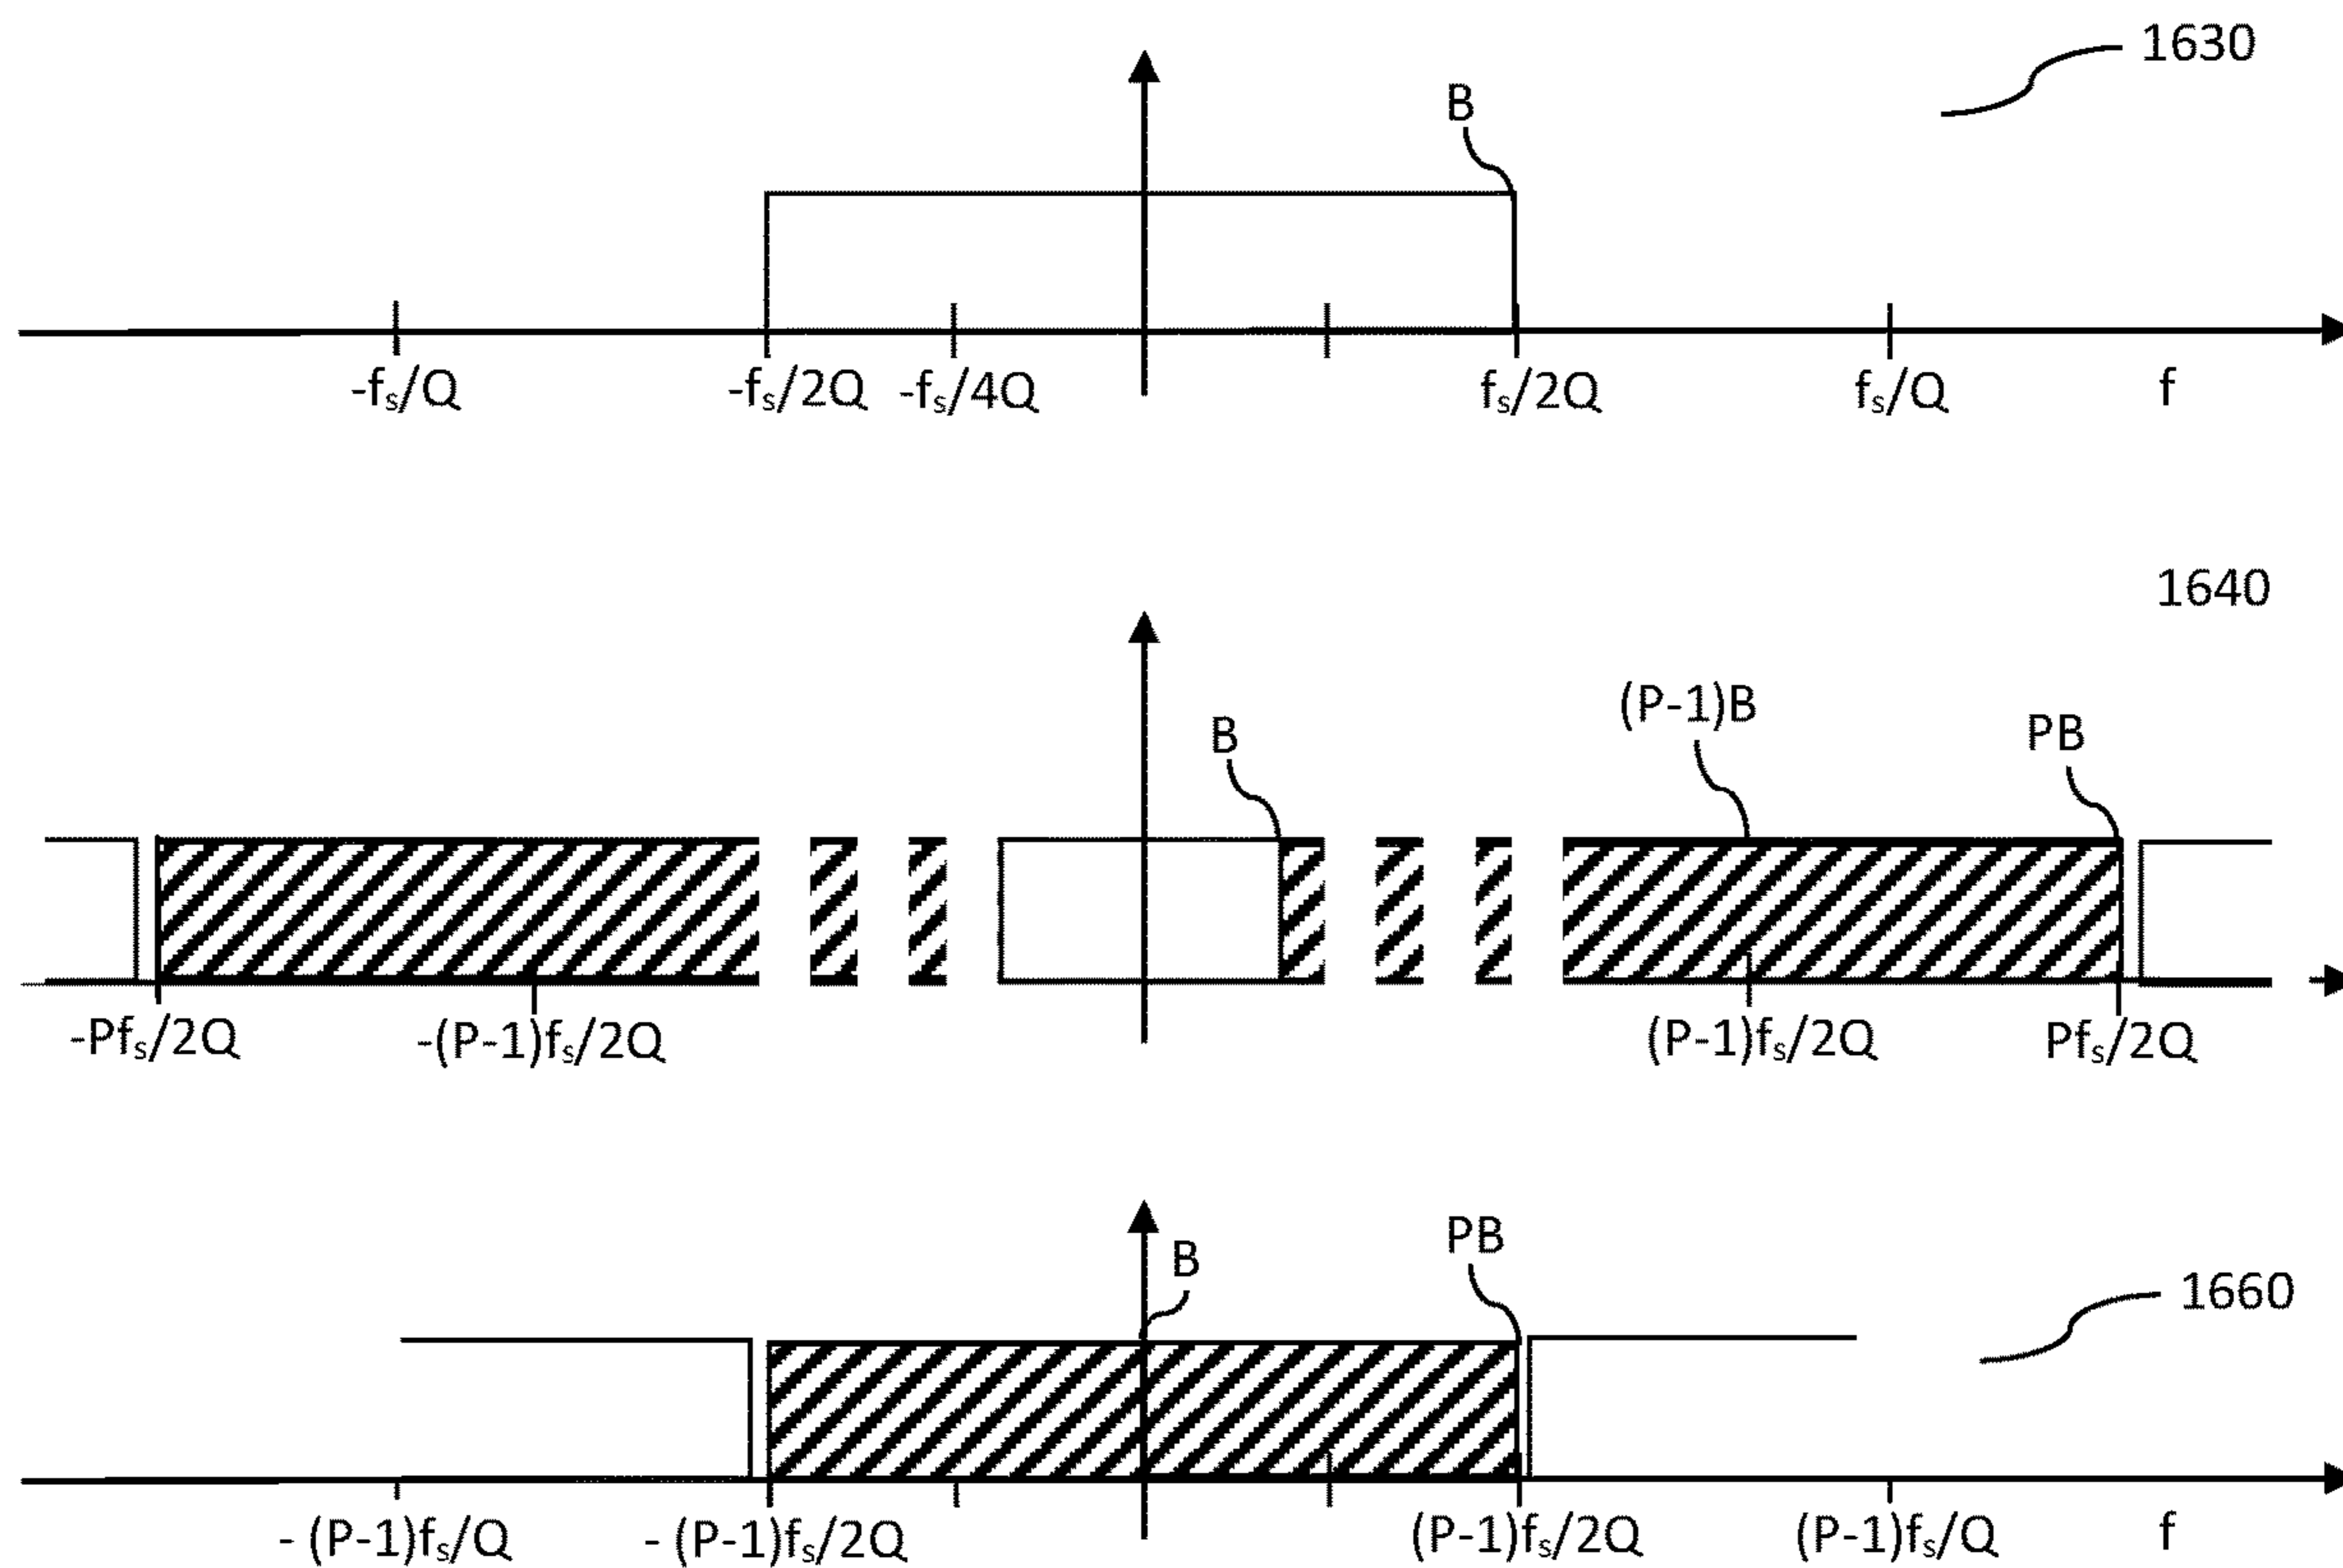 1630
B
-fₛ/Q
-fₛ/2Q
-fₛ/4Q
fₛ/2Q
fₛ/Q
f
1640
(P-1)B
B
PB
-Pfₛ/2Q
-(P-1)fₛ/2Q
(P-1)fₛ/2Q
Pfₛ/2Q
B
PB
1660
- (P-1)fₛ/Q
- (P-1)fₛ/2Q
(P-1)fₛ/2Q
(P-1)fₛ/Q
f